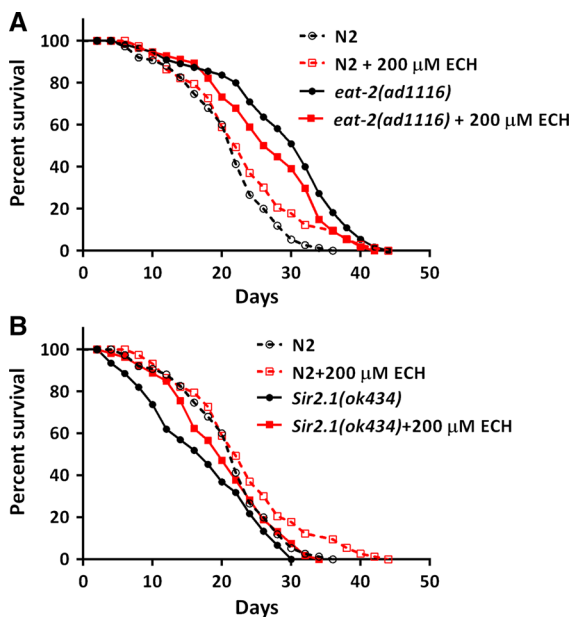 A
N2
N2 + 200 μM ECH
eat-2(ad1116)
eat-2(ad1116) + 200 μM ECH
Percent survival
100
80
60
40
20
0
0 10 20 30 40 50
Days
B
N2
N2+200 μM ECH
Sir2.1(ok434)
Sir2.1(ok434)+200 μM ECH
Percent survival
100
80
60
40
20
0
0 10 20 30 40 50
Days